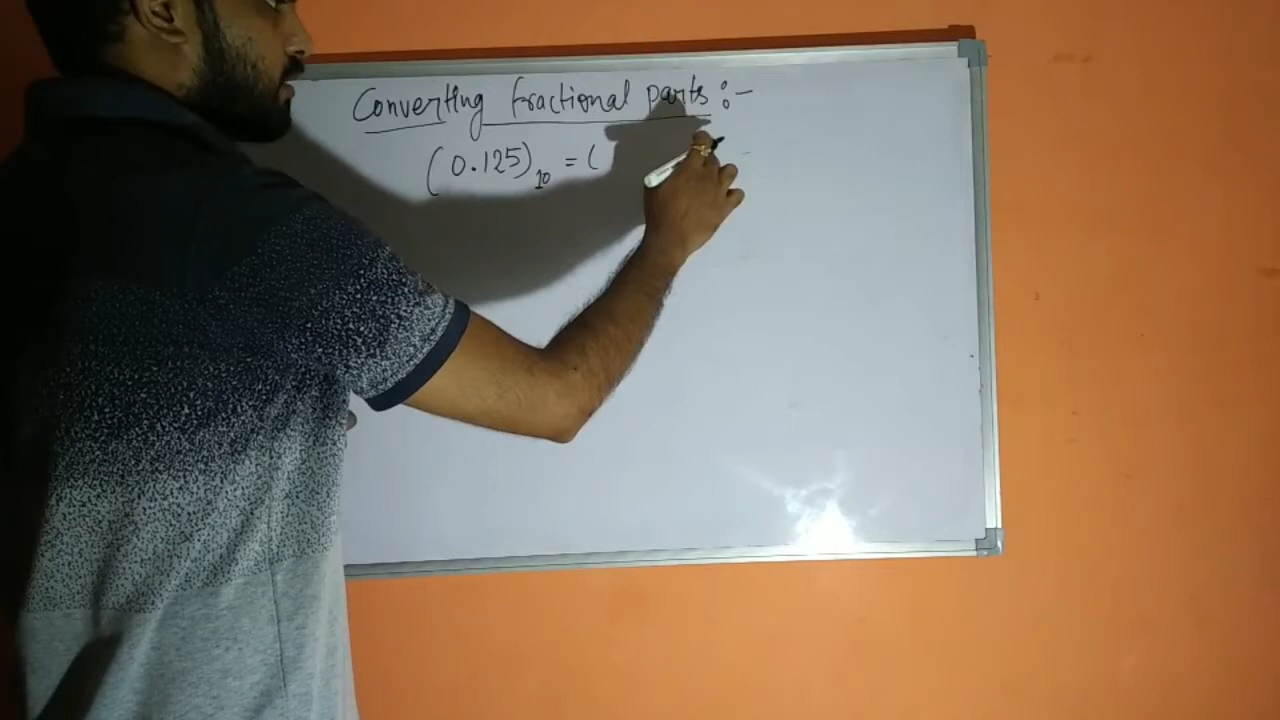 Converting fractional parts :-
(0.125)₁₀ = (